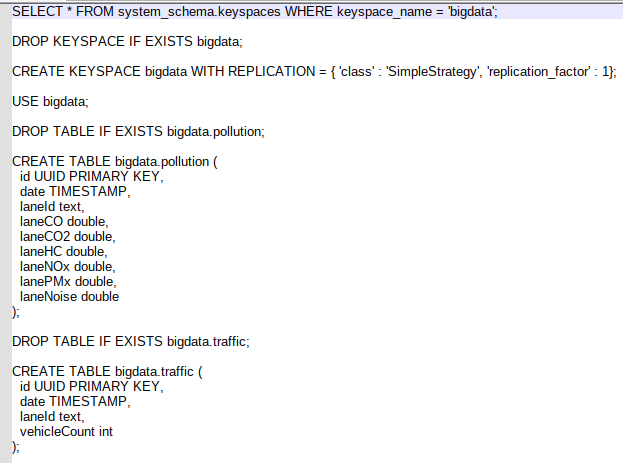 SELECT * FROM system_schema.keyspaces WHERE keyspace_name = 'bigdata';
DROP KEYSPACE IF EXISTS bigdata;
CREATE KEYSPACE bigdata WITH REPLICATION = { 'class' : 'SimpleStrategy', 'replication_factor' : 1};
USE bigdata;
DROP TABLE IF EXISTS bigdata.pollution;
CREATE TABLE bigdata.pollution (
id UUID PRIMARY KEY,
date TIMESTAMP,
laneId text,
laneCO double,
laneCO2 double,
laneHC double,
laneNOx double,
lanePMx double,
laneNoise double
);
DROP TABLE IF EXISTS bigdata.traffic;
CREATE TABLE bigdata.traffic (
id UUID PRIMARY KEY,
date TIMESTAMP,
laneId text,
vehicleCount int
);